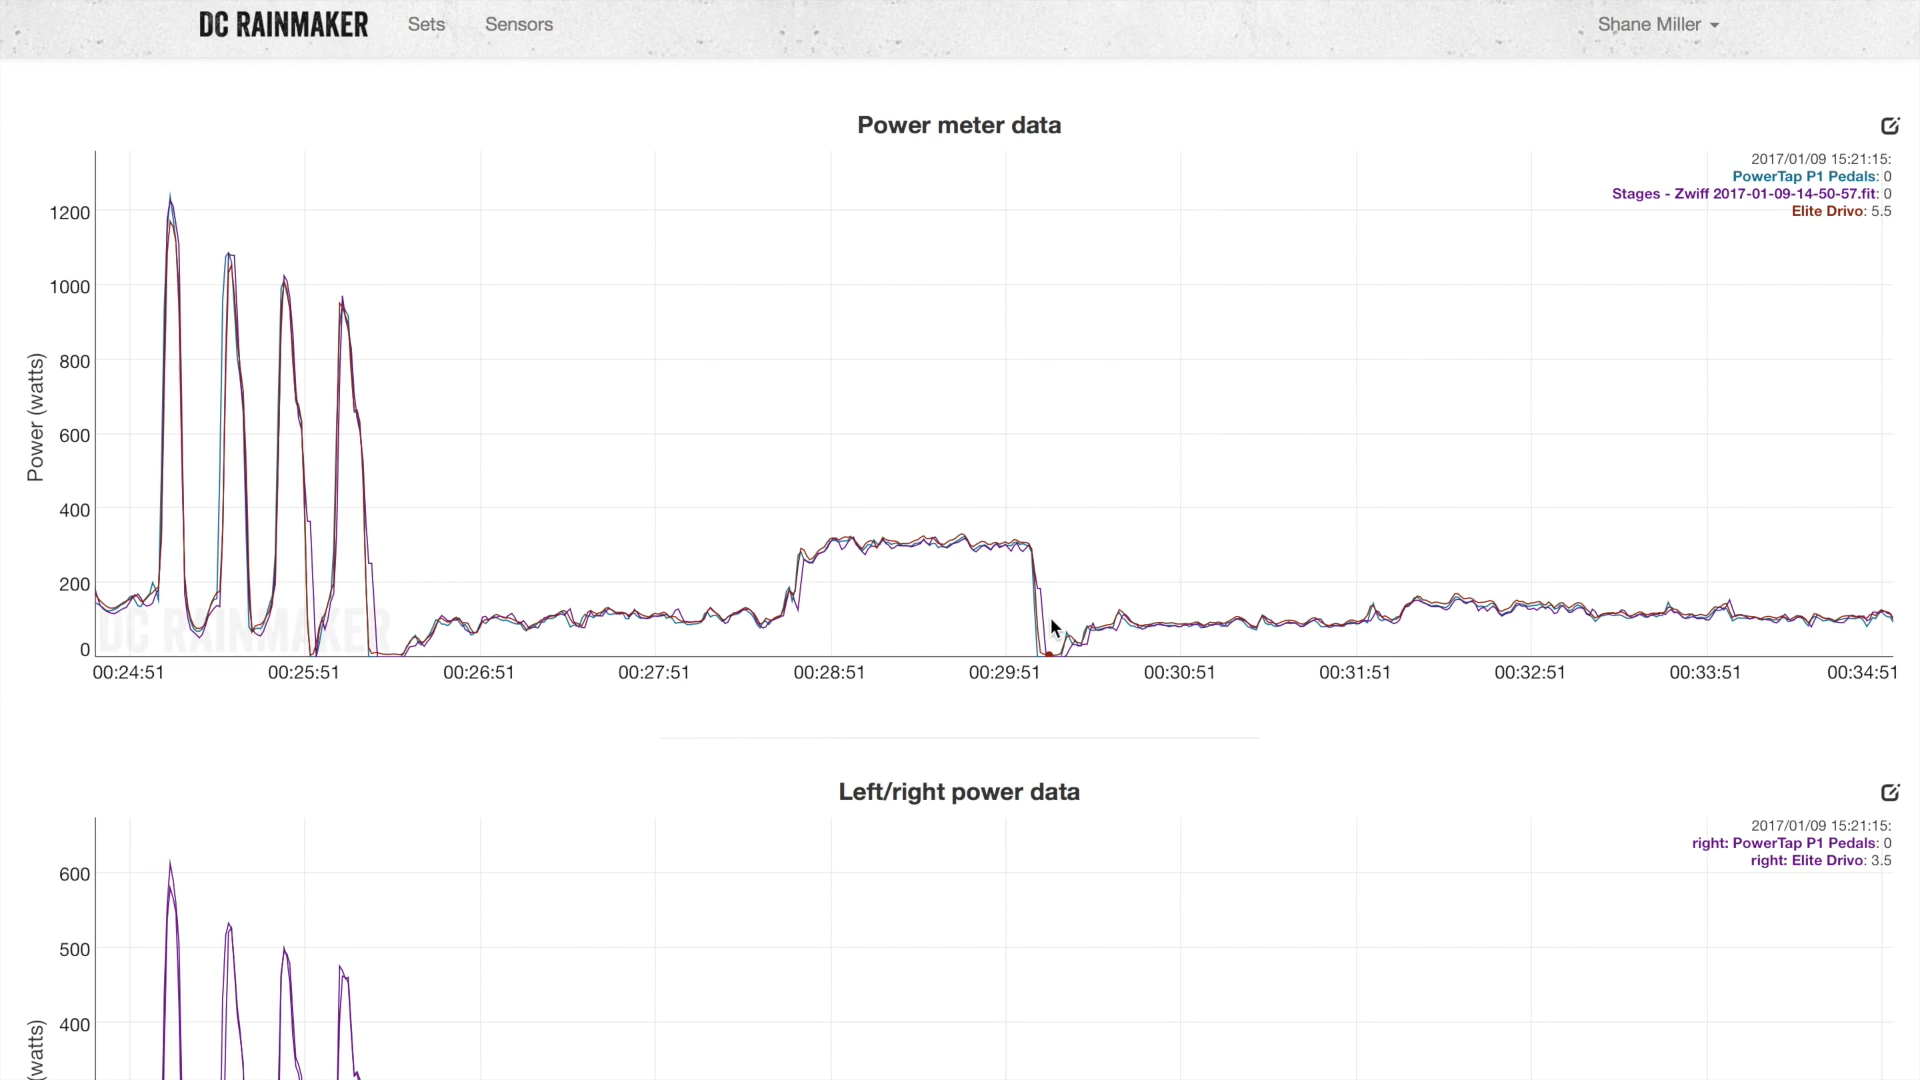 DC RAINMAKER Sets Sensors Shane Miller
Power meter data
2017/01/09 15:21:15:
PowerTap P1 Pedals: 0
Stages - Zwiff 2017-01-09-14-50-57.fit: 0
Elite Drivo: 5.5
1200
1000
800
600
400
200
0
Power (watts)
DC RAINMAKER
00:24:51 00:25:51 00:26:51 00:27:51 00:28:51 00:29:51 00:30:51 00:31:51 00:32:51 00:33:51 00:34:51
Left/right power data
2017/01/09 15:21:15:
right: PowerTap P1 Pedals: 0
right: Elite Drivo: 3.5
600
500
400
(watts)